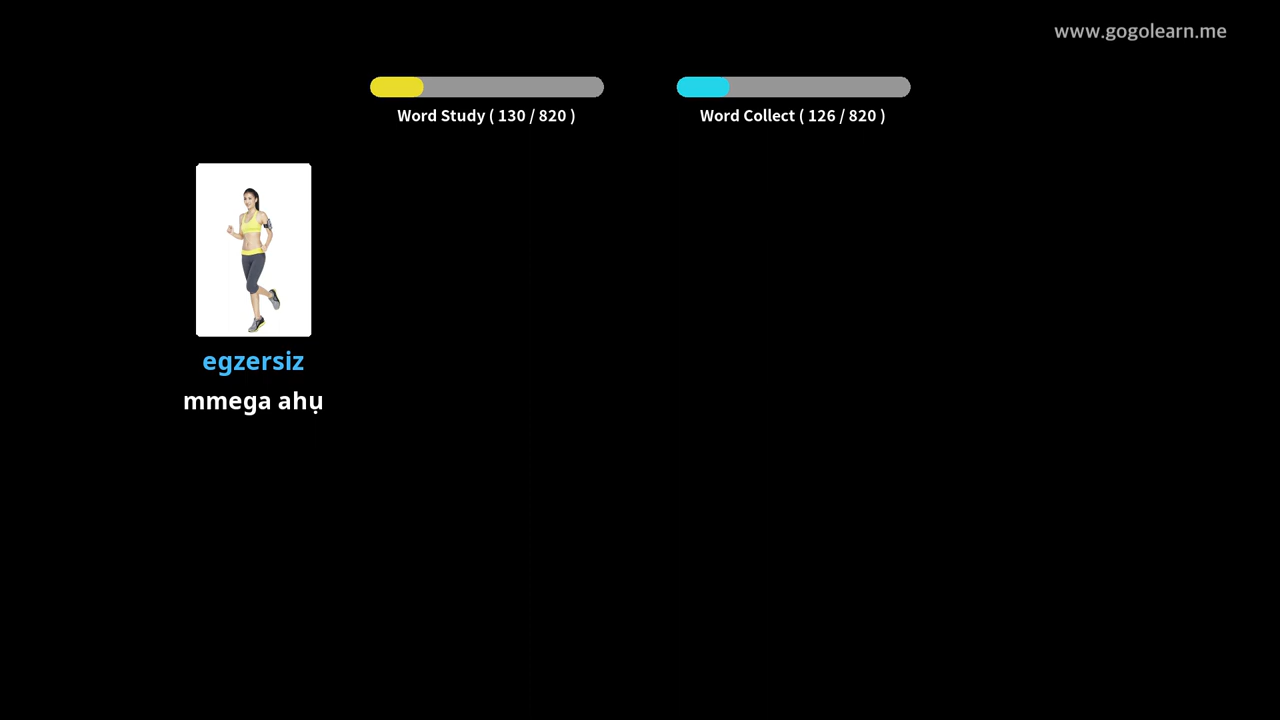 www.gogolearn.me
Word Study ( 130 / 820 )
Word Collect ( 126 / 820 )
egzersiz
mmega ahụ